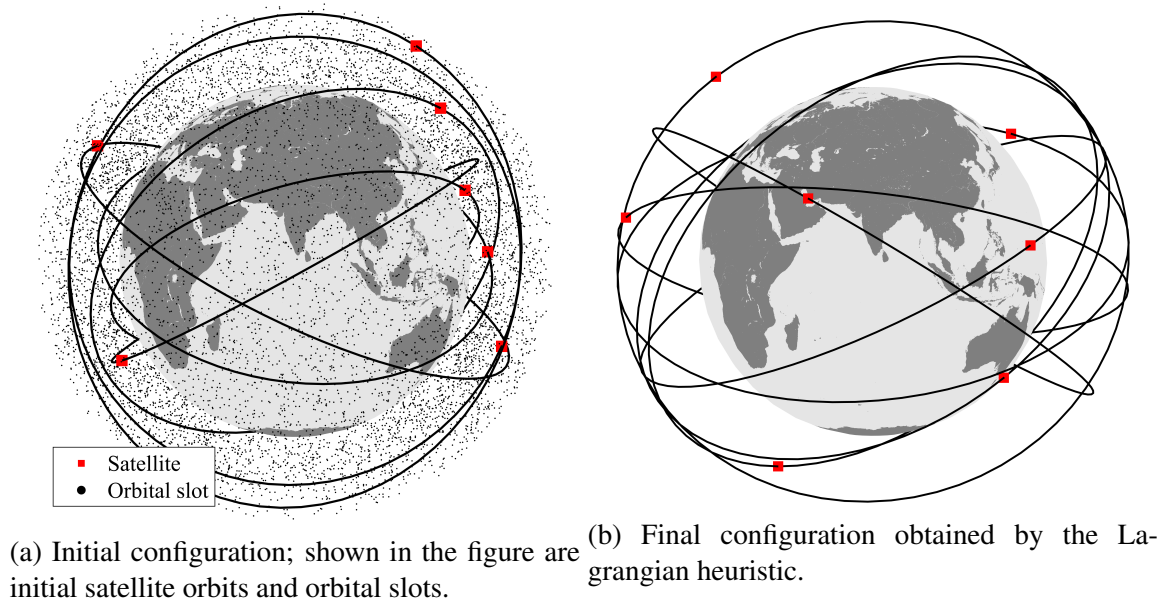 Satellite
Orbital slot
(a) Initial configuration; shown in the figure are
initial satellite orbits and orbital slots.
(b) Final configuration obtained by the La-
grangian heuristic.